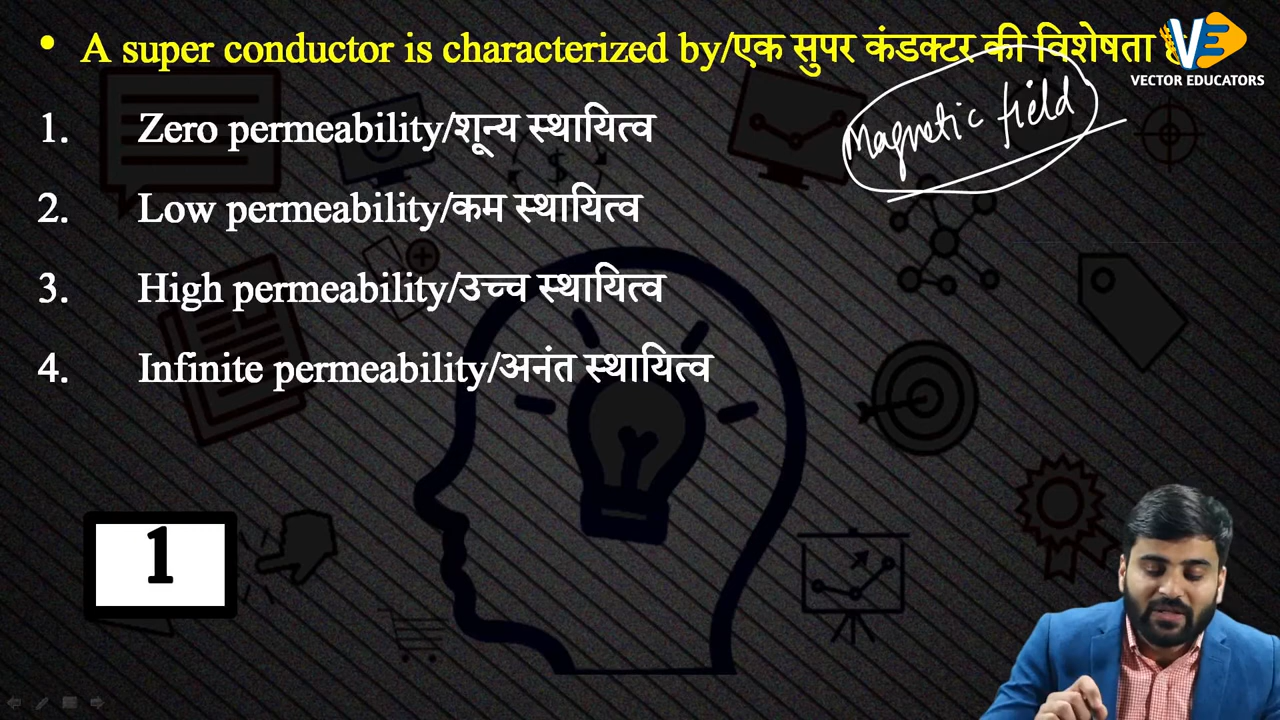 • A super conductor is characterized by/एक सुपर कंडक्टर की विशेषता है
VECTOR EDUCATORS
Magnetic field
1. Zero permeability/शून्य स्थायित्व
2. Low permeability/कम स्थायित्व
3. High permeability/उच्च स्थायित्व
4. Infinite permeability/अनंत स्थायित्व
1